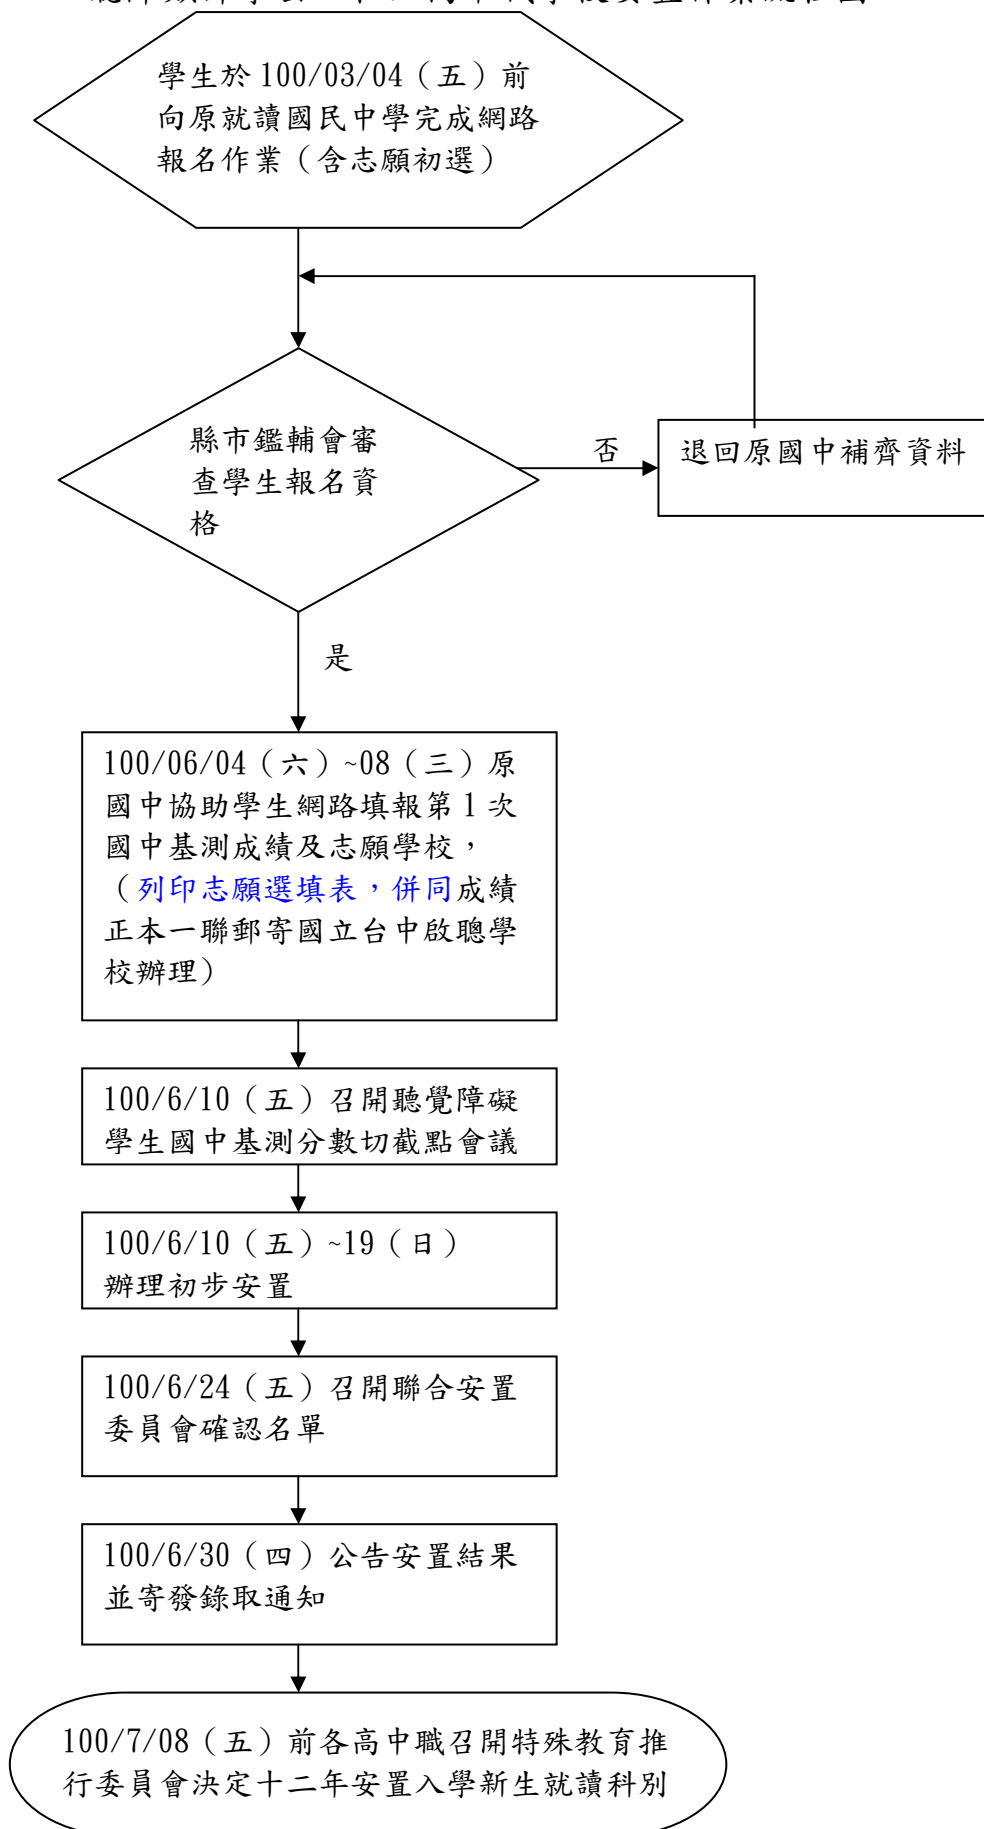 學生於 100/03/04（五）前
向原就讀國民中學完成網路
報名作業（含志願初選）
縣市鑑輔會審
查學生報名資
格
否
退回原國中補齊資料
是
100/06/04（六）~08（三）原
國中協助學生網路填報第 1 次
國中基測成績及志願學校，
（列印志願選填表，併同成績
正本一聯郵寄國立台中啟聰學
校辦理）
100/6/10（五）召開聽覺障礙
學生國中基測分數切截點會議
100/6/10（五）~19（日）
辦理初步安置
100/6/24（五）召開聯合安置
委員會確認名單
100/6/30（四）公告安置結果
並寄發錄取通知
100/7/08（五）前各高中職召開特殊教育推
行委員會決定十二年安置入學新生就讀科別